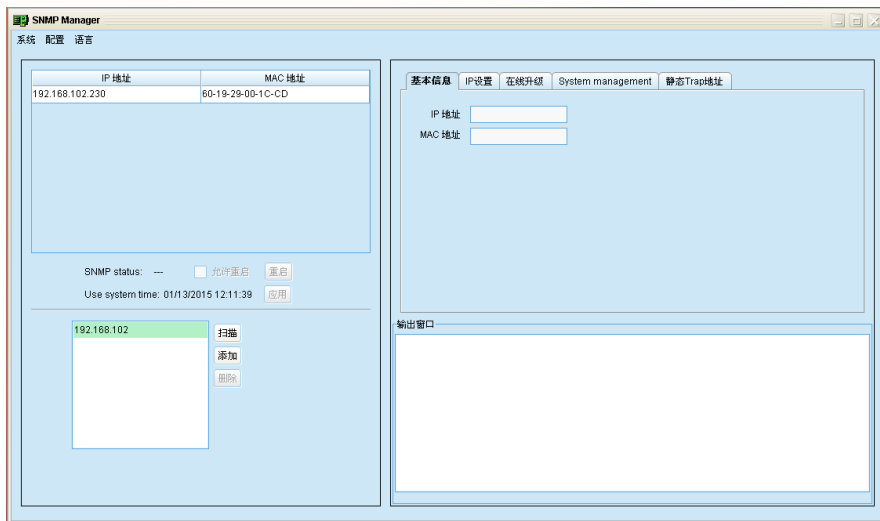 SNMP Manager
系统 配置 语言
IP 地址 MAC 地址
192.168.102.230 60-19-29-00-1C-CD
SNMP status: --- 允许重启 重启
Use system time: 01/13/2015 12:11:39 应用
192.168.102
扫描
添加
删除
基本信息 IP设置 在线升级 System management 静态Trap地址
IP 地址
MAC 地址
输出窗口